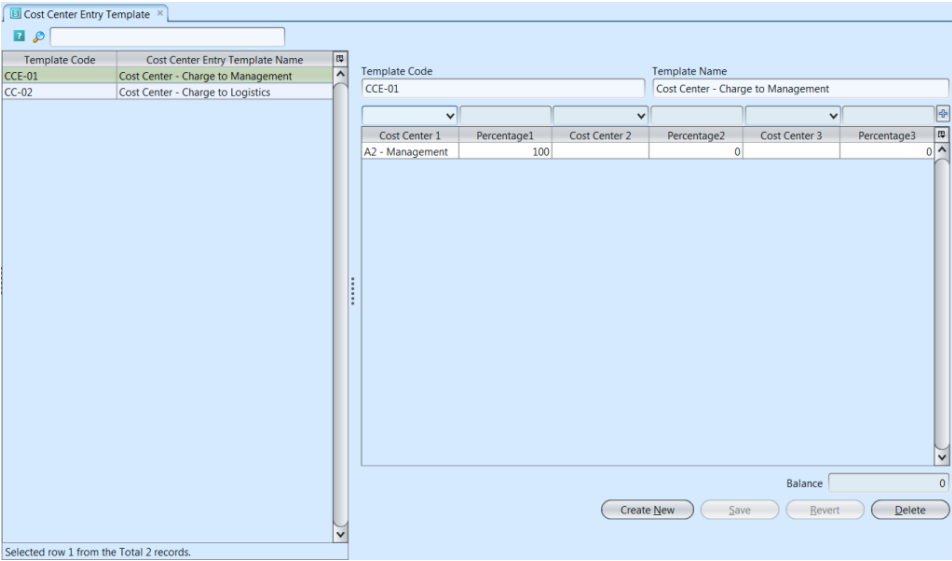 Cost Center Entry Template
Template Code Cost Center Entry Template Name
CCE-01 Cost Center - Charge to Management
CC-02 Cost Center - Charge to Logistics
Selected row 1 from the Total 2 records.
Template Code Template Name
CCE-01 Cost Center - Charge to Management
Cost Center 1 Percentage1 Cost Center 2 Percentage2 Cost Center 3 Percentage3
A2 - Management 100 0 0
Balance 0
Create New Save Revert Delete